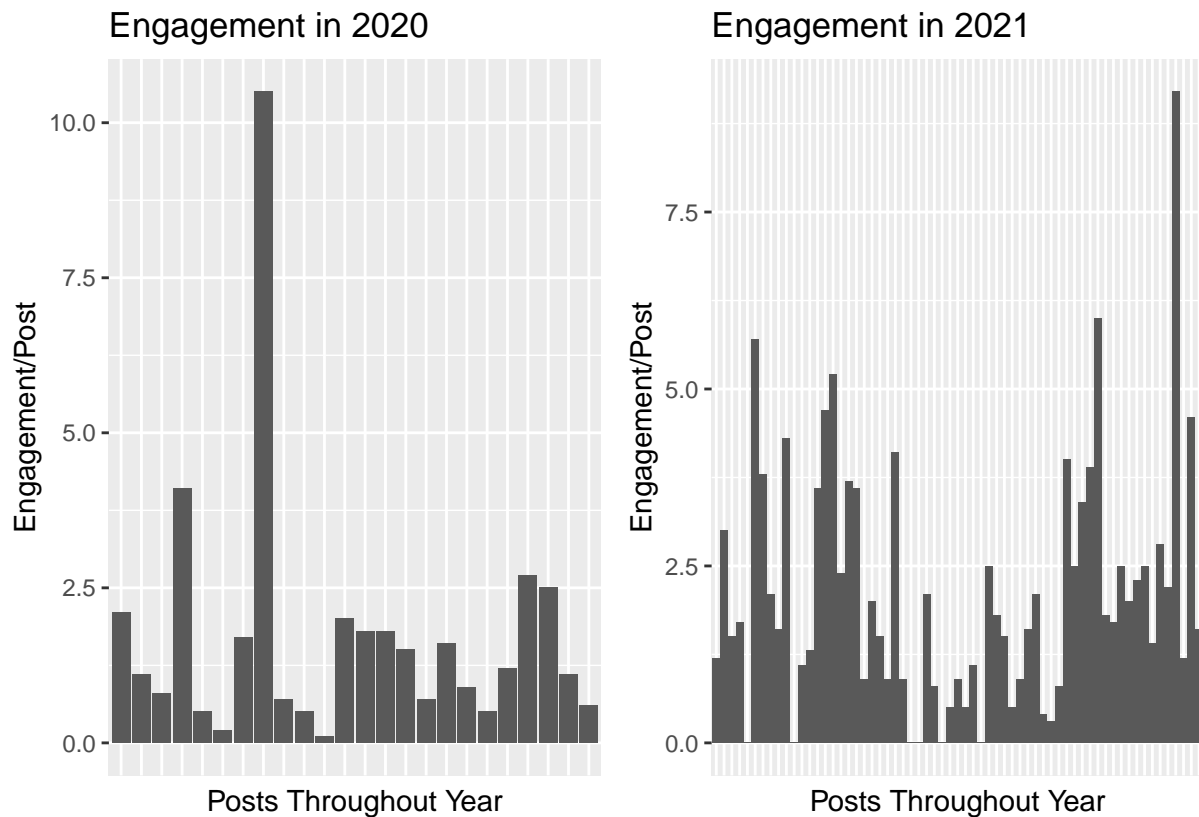 Engagement in 2020
Engagement/Post
10.0
7.5
5.0
2.5
0.0
Posts Throughout Year
Engagement in 2021
Engagement/Post
7.5
5.0
2.5
0.0
Posts Throughout Year